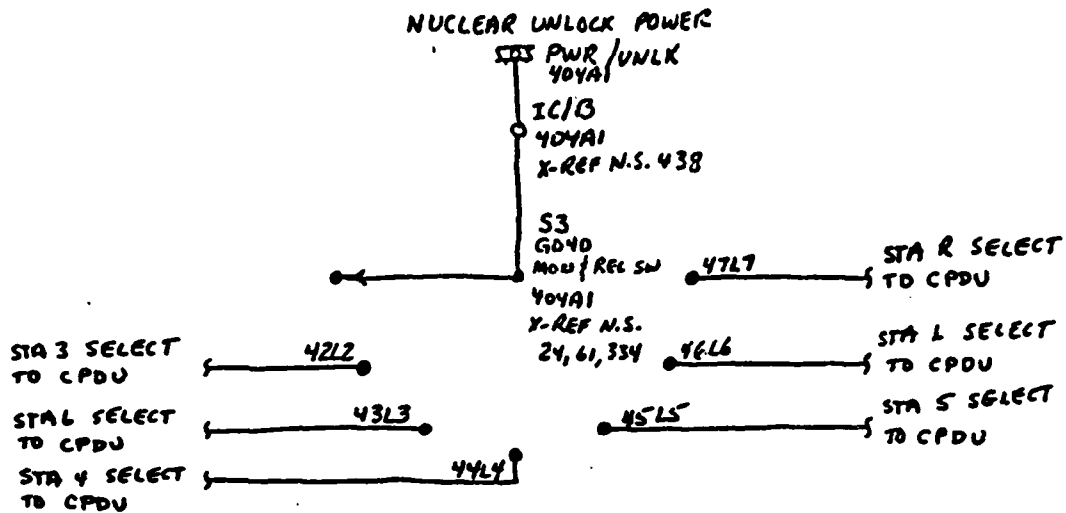 NUCLEAR UNLOCK POWER
PWR/UNLK
404A1
IC/B
404A1
X-REF N.S. 438
S3
GD4D
MON/REL SW
404A1
X-REF N.S.
24, 61, 334
47L7
STA R SELECT
TO CPDU
STA 3 SELECT
TO CPDU
42L2
46L6
STA L SELECT
TO CPDU
STA 6 SELECT
TO CPDU
43L3
45L5
STA 5 SELECT
TO CPDU
STA 4 SELECT
TO CPDU
44L4